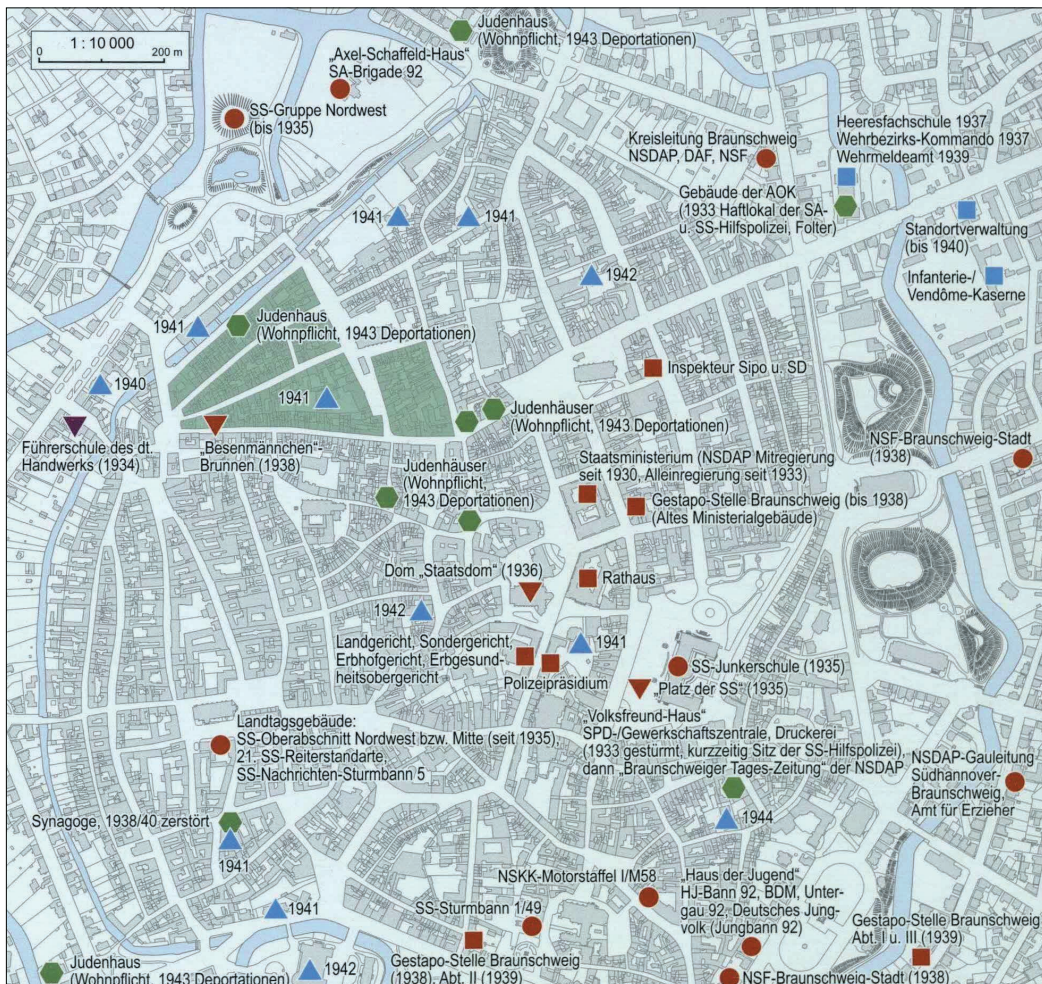 1 : 10 000
0 200 m
Judenhaus
(Wohnpflicht, 1943 Deportationen)
„Axel-Schaffeld-Haus"
SA-Brigade 92
SS-Gruppe Nordwest
(bis 1935)
Kreisleitung Braunschweig
NSDAP, DAF, NSF
Heeresfachschule 1937
Wehrbezirks-Kommando 1937
Wehrmeldeamt 1939
Gebäude der AOK
(1933 Haftlokal der SA-
u. SS-Hilfspolizei, Folter)
Standortverwaltung
(bis 1940)
Infanterie-/
Vendôme-Kaserne
1941
1941
1942
1941
Judenhaus
(Wohnpflicht, 1943 Deportationen)
1940
1941
Inspekteur Sipo u. SD
Führerschule des dt.
Handwerks (1934)
„Besenmännchen"-
Brunnen (1938)
Judenhäuser
(Wohnpflicht, 1943 Deportationen)
Judenhäuser
(Wohnpflicht,
1943 Deportationen)
Staatsministerium (NSDAP Mitregierung
seit 1930, Alleinregierung seit 1933)
NSF-Braunschweig-Stadt
(1938)
Gestapo-Stelle Braunschweig (bis 1938)
(Altes Ministerialgebäude)
Dom „Staatsdom" (1936)
Rathaus
1942
Landgericht, Sondergericht,
Erbhofgericht, Erbgesund-
heitsobergericht
1941
Polizeipräsidium
SS-Junkerschule (1935)
„Platz der SS" (1935)
Landtagsgebäude:
SS-Oberabschnitt Nordwest bzw. Mitte (seit 1935),
21. SS-Reiterstandarte,
SS-Nachrichten-Sturmbann 5
„Volksfreund-Haus"
SPD-/Gewerkschaftszentrale, Druckerei
(1933 gestürmt, kurzzeitig Sitz der SS-Hilfspolizei),
dann „Braunschweiger Tages-Zeitung" der NSDAP
NSDAP-Gauleitung
Südhannover-
Braunschweig,
Amt für Erzieher
Synagoge, 1938/40 zerstört
1941
1944
NSKK-Motorstaffel I/M58
„Haus der Jugend"
HJ-Bann 92, BDM, Unter-
gau 92, Deutsches Jung-
volk (Jungbann 92)
1941
SS-Sturmbann 1/49
Gestapo-Stelle Braunschweig
Abt. I u. III (1939)
Judenhaus
(Wohnpflicht, 1943 Deportationen)
1942
Gestapo-Stelle Braunschweig
(1938), Abt. II (1939)
NSF-Braunschweig-Stadt (1938)